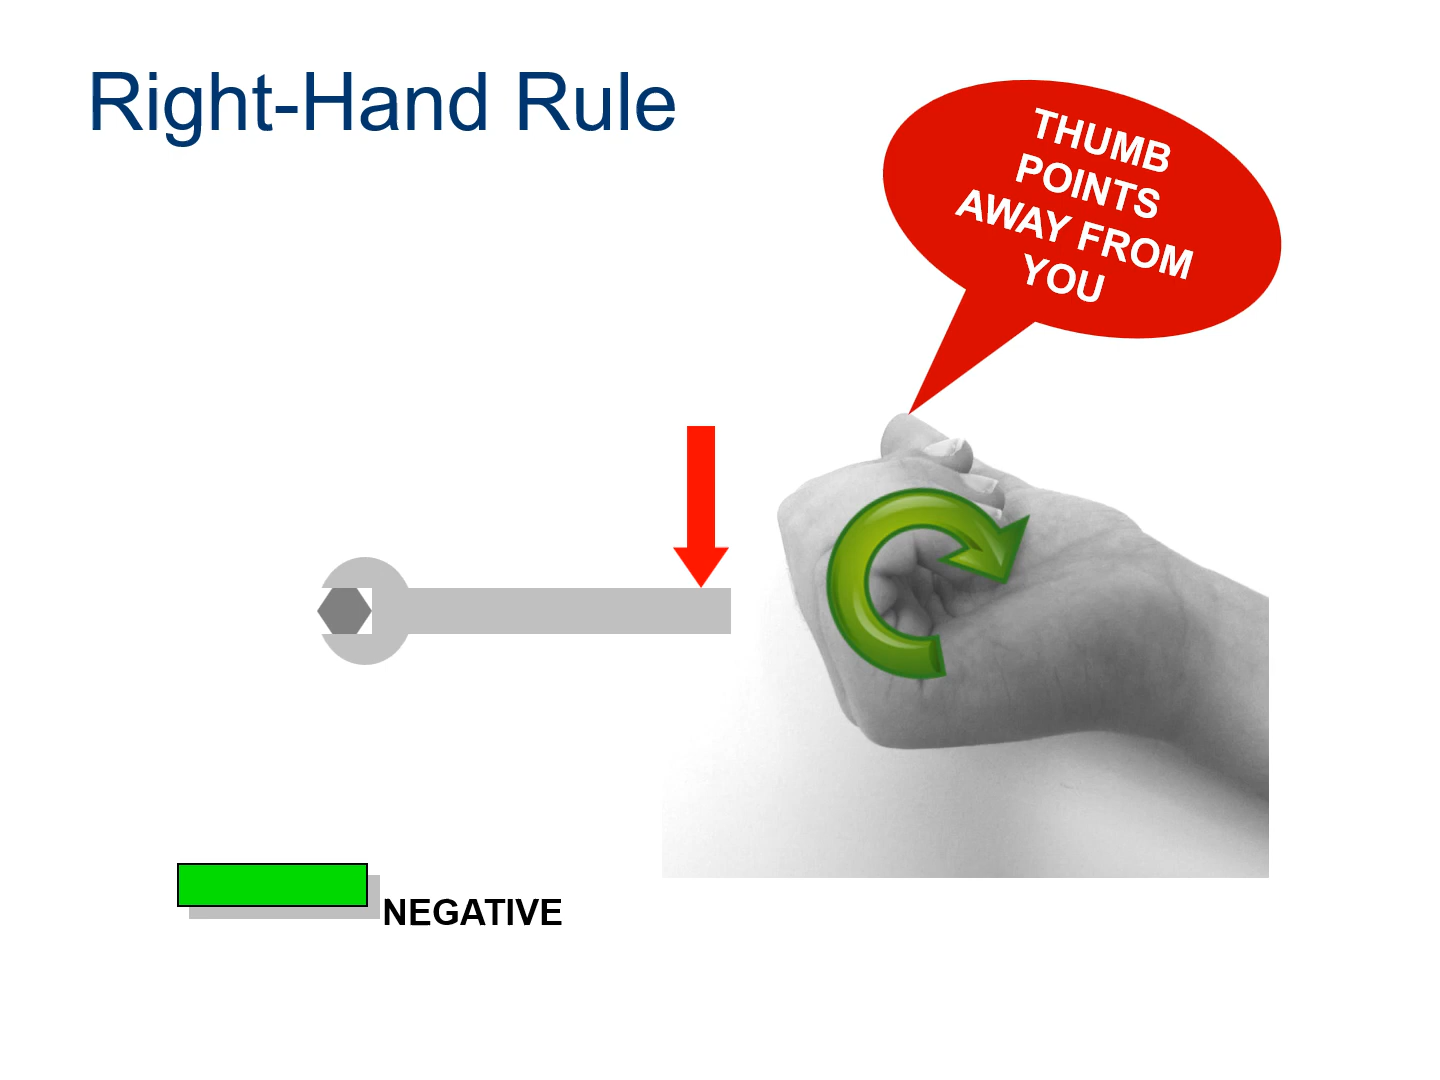 Right-Hand Rule
THUMB
POINTS
AWAY FROM
YOU
NEGATIVE